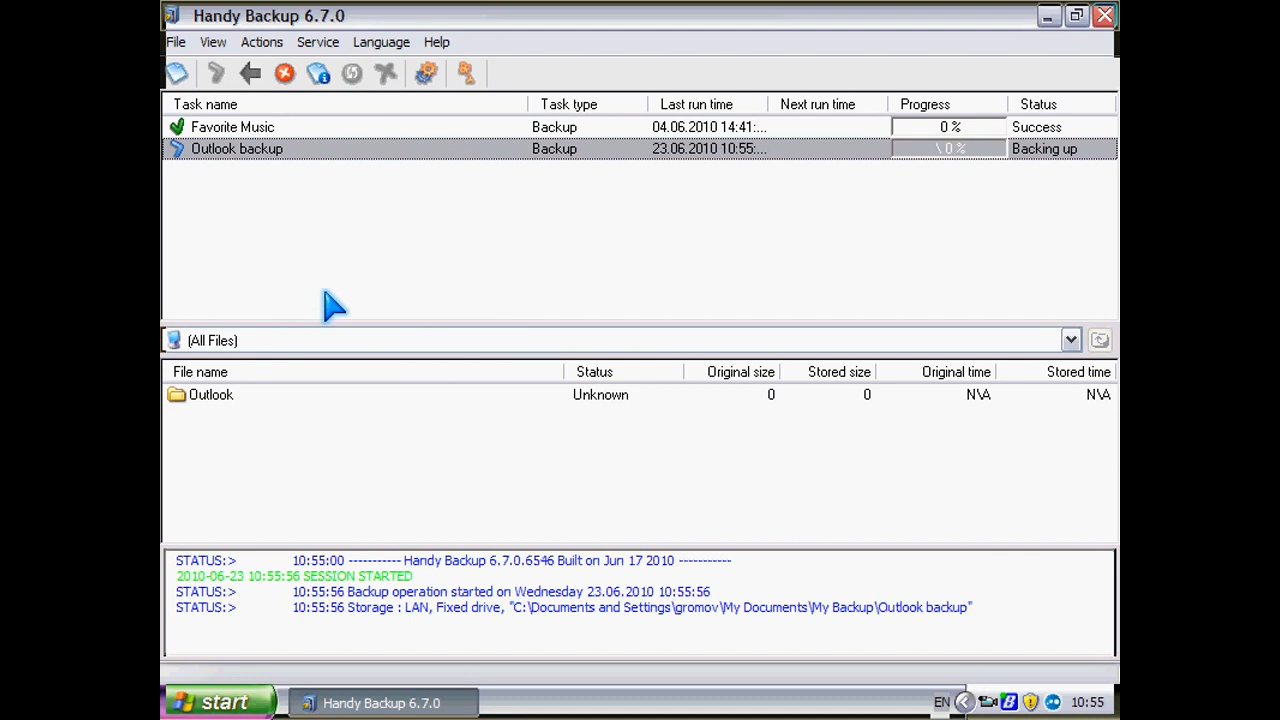 Handy Backup 6.7.0
File View Actions Service Language Help
Task name Task type Last run time Next run time Progress Status
Favorite Music Backup 04.06.2010 14:41:... 0 % Success
Outlook backup Backup 23.06.2010 10:55:... \ 0 % Backing up
(All Files)
File name Status Original size Stored size Original time Stored time
Outlook Unknown 0 0 N\A N\A
STATUS:> 10:55:00 ----------- Handy Backup 6.7.0.6546 Built on Jun 17 2010 -----------
2010-06-23 10:55:56 SESSION STARTED
STATUS:> 10:55:56 Backup operation started on Wednesday 23.06.2010 10:55:56
STATUS:> 10:55:56 Storage : LAN, Fixed drive, "C:\Documents and Settings\gromov\My Documents\My Backup\Outlook backup"
start Handy Backup 6.7.0 EN 10:55